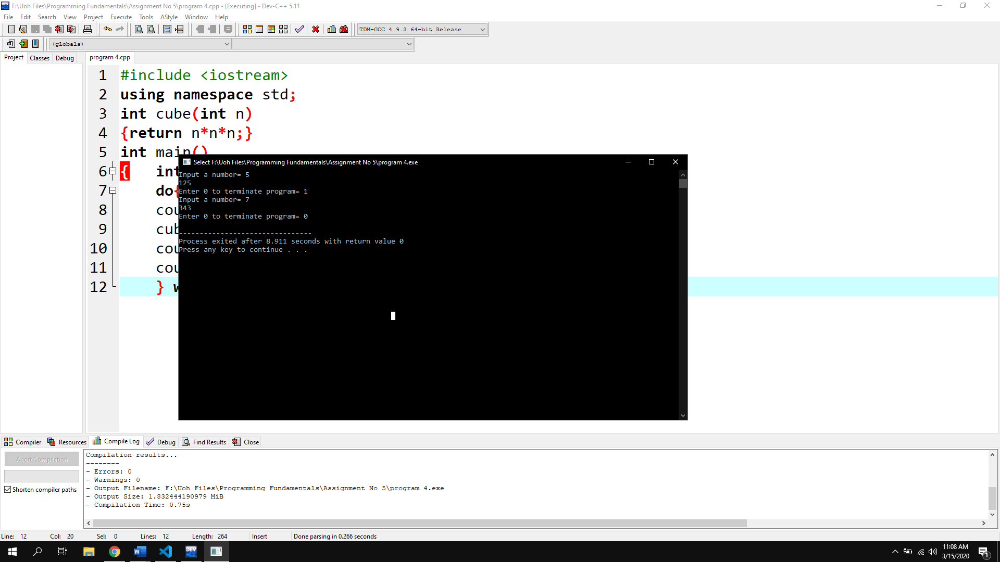 F:\Uoh Files\Programming Fundamentals\Assignment No 5\program 4.cpp - [Executing] - Dev-C++ 5.11
File Edit Search View Project Execute Tools AStyle Window Help
TDM-GCC 4.9.2 64-bit Release
(globals)
Project Classes Debug program 4.cpp
1 #include <iostream>
2 using namespace std;
3 int cube(int n)
4 {return n*n*n;}
5 int main()
6 { int
7 do{
8 cou
9 cub
10 cou
11 cou
12 } w
Select F:\Uoh Files\Programming Fundamentals\Assignment No 5\program 4.exe
Input a number= 5
125
Enter 0 to terminate program= 1
Input a number= 7
343
Enter 0 to terminate program= 0
--------------------------------
Process exited after 8.911 seconds with return value 0
Press any key to continue . . .
Compiler Resources Compile Log Debug Find Results Close
Abort Compilation
Shorten compiler paths
Compilation results...
--------
- Errors: 0
- Warnings: 0
- Output Filename: F:\Uoh Files\Programming Fundamentals\Assignment No 5\program 4.exe
- Output Size: 1.832444190979 MiB
- Compilation Time: 0.75s
Line: 12 Col: 20 Sel: 0 Lines: 12 Length: 264 Insert Done parsing in 0.266 seconds
DEV
11:08 AM
3/15/2020
1